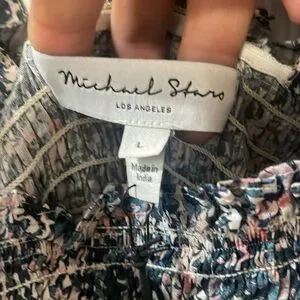 Michael Stars
LOS ANGELES
L
Made in
India